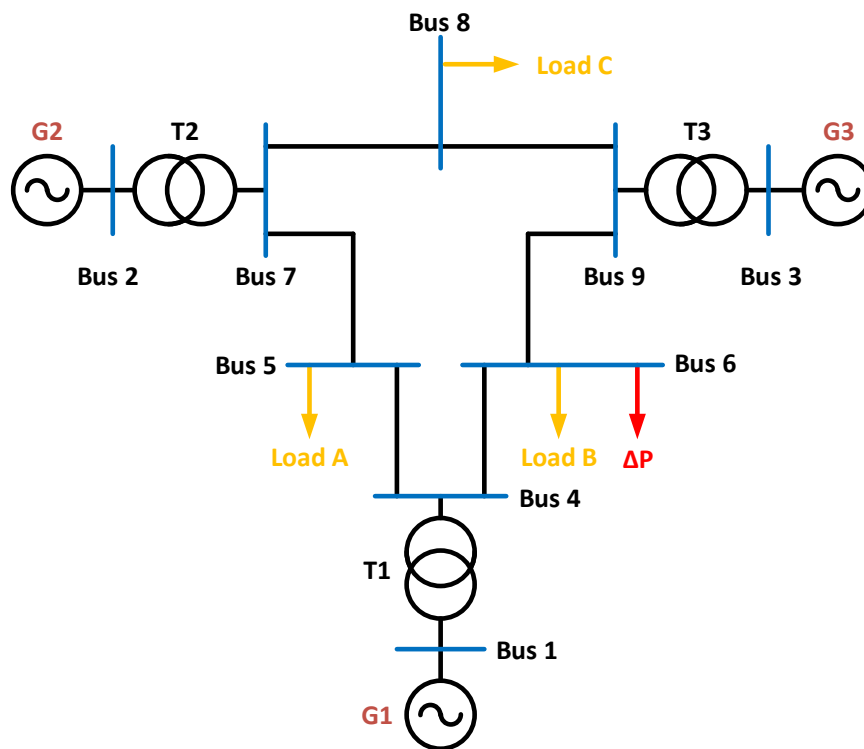 Bus 8
Load C
G2
T2
T3
G3
Bus 2
Bus 7
Bus 9
Bus 3
Bus 5
Bus 6
Load A
Load B
ΔP
Bus 4
T1
Bus 1
G1